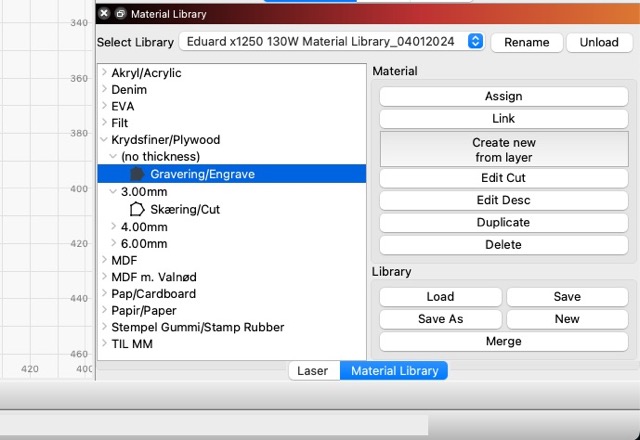 340
360
380
400
420
440
460
420
400
Material Library
Select Library
Eduard x1250 130W Material Library_04012024
Rename
Unload
Akryl/Acrylic
Denim
EVA
Filt
Krydsfiner/Plywood
(no thickness)
Gravering/Engrave
3.00mm
Skæring/Cut
4.00mm
6.00mm
MDF
MDF m. Valnød
Pap/Cardboard
Papir/Paper
Stempel Gummi/Stamp Rubber
TIL MM
Material
Assign
Link
Create new
from layer
Edit Cut
Edit Desc
Duplicate
Delete
Library
Load
Save
Save As
New
Merge
Laser
Material Library